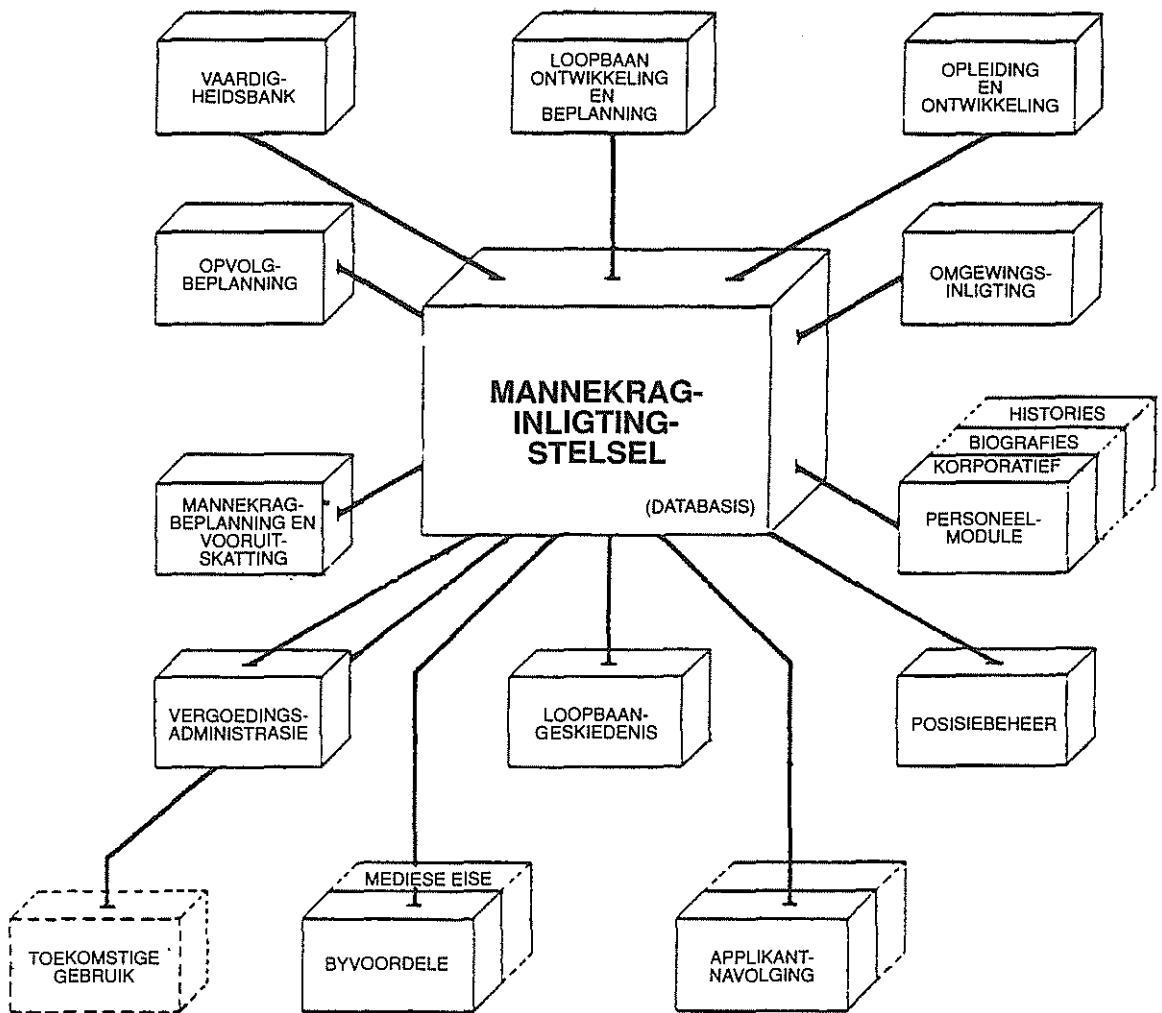 VAARDIG-
HEIDSBANK
LOOPBAAN
ONTWIKKELING
EN
BEPLANNING
OPLEIDING
EN
ONTWIKKELING
OPVOLG-
BEPLANNING
OMGEWINGS-
INLIGTING
MANNEKRAG-
INLIGTING-
STELSEL
(DATABASIS)
HISTORIES
BIOGRAFIES
KORPORATIEF
PERSONEEL-
MODULE
MANNEKRAG-
BEPLANNING EN
VOORUIT-
SKATTING
VERGOEDINGS-
ADMINISTRASIE
LOOPBAAN-
GESKIEDENIS
POSISIEBEHEER
TOEKOMSTIGE
GEBRUIK
MEDIESE EISE
BYVOORDELE
APPLIKANT-
NAVOLGING